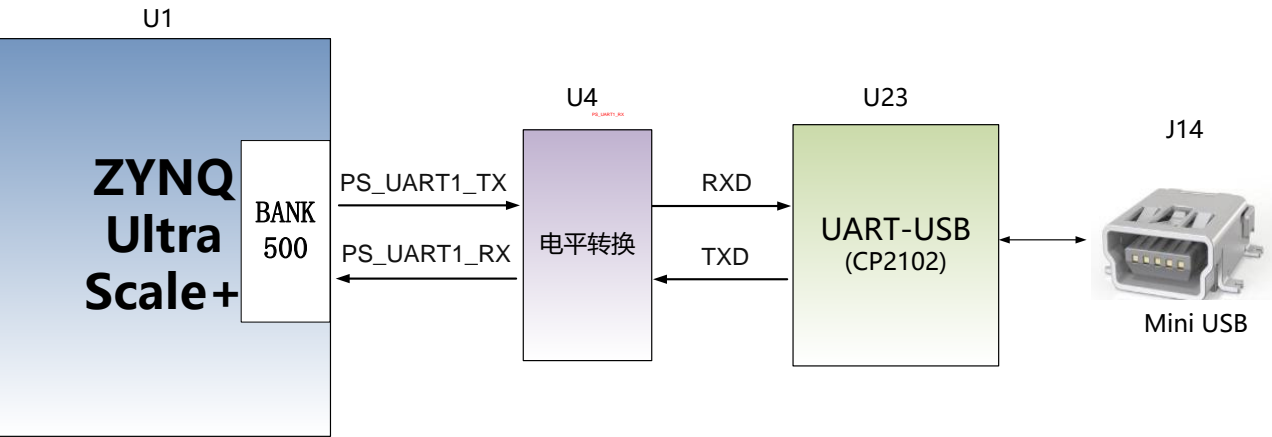 U1
ZYNQ
Ultra
Scale+
BANK
500
PS_UART1_TX
PS_UART1_RX
U4
PS_UART1_RX
电平转换
RXD
TXD
U23
UART-USB
(CP2102)
J14
Mini USB